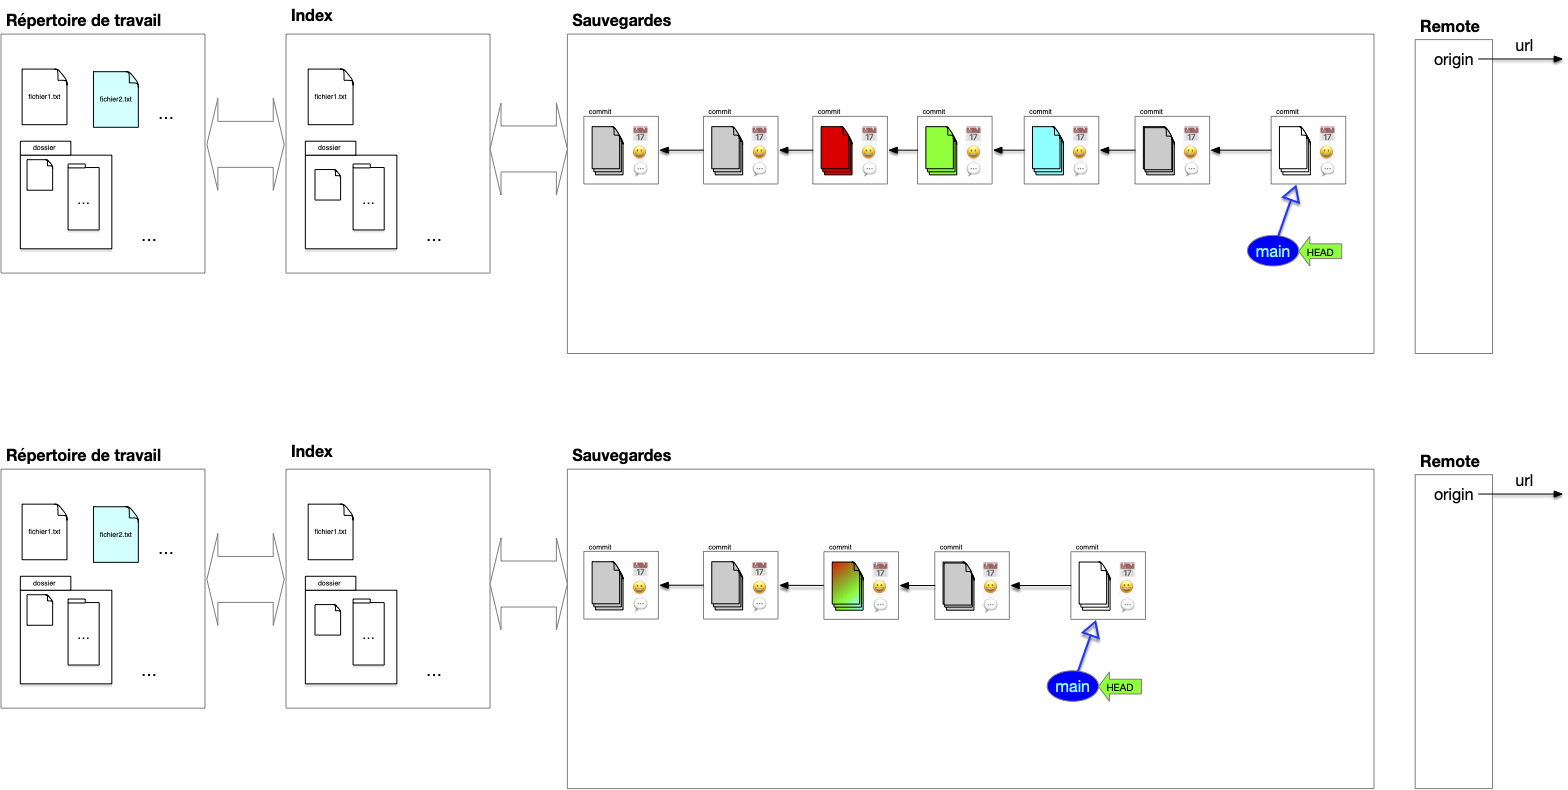 Répertoire de travail
Index
Sauvegardes
Remote
origin
url
fichier1.txt
fichier2.txt
...
dossier
...
...
fichier1.txt
dossier
...
...
commit
commit
commit
commit
commit
commit
commit
17
17
17
17
17
17
17
main
HEAD
Répertoire de travail
Index
Sauvegardes
Remote
origin
url
fichier1.txt
fichier2.txt
...
dossier
...
...
fichier1.txt
dossier
...
...
commit
commit
commit
commit
commit
17
17
17
17
17
main
HEAD